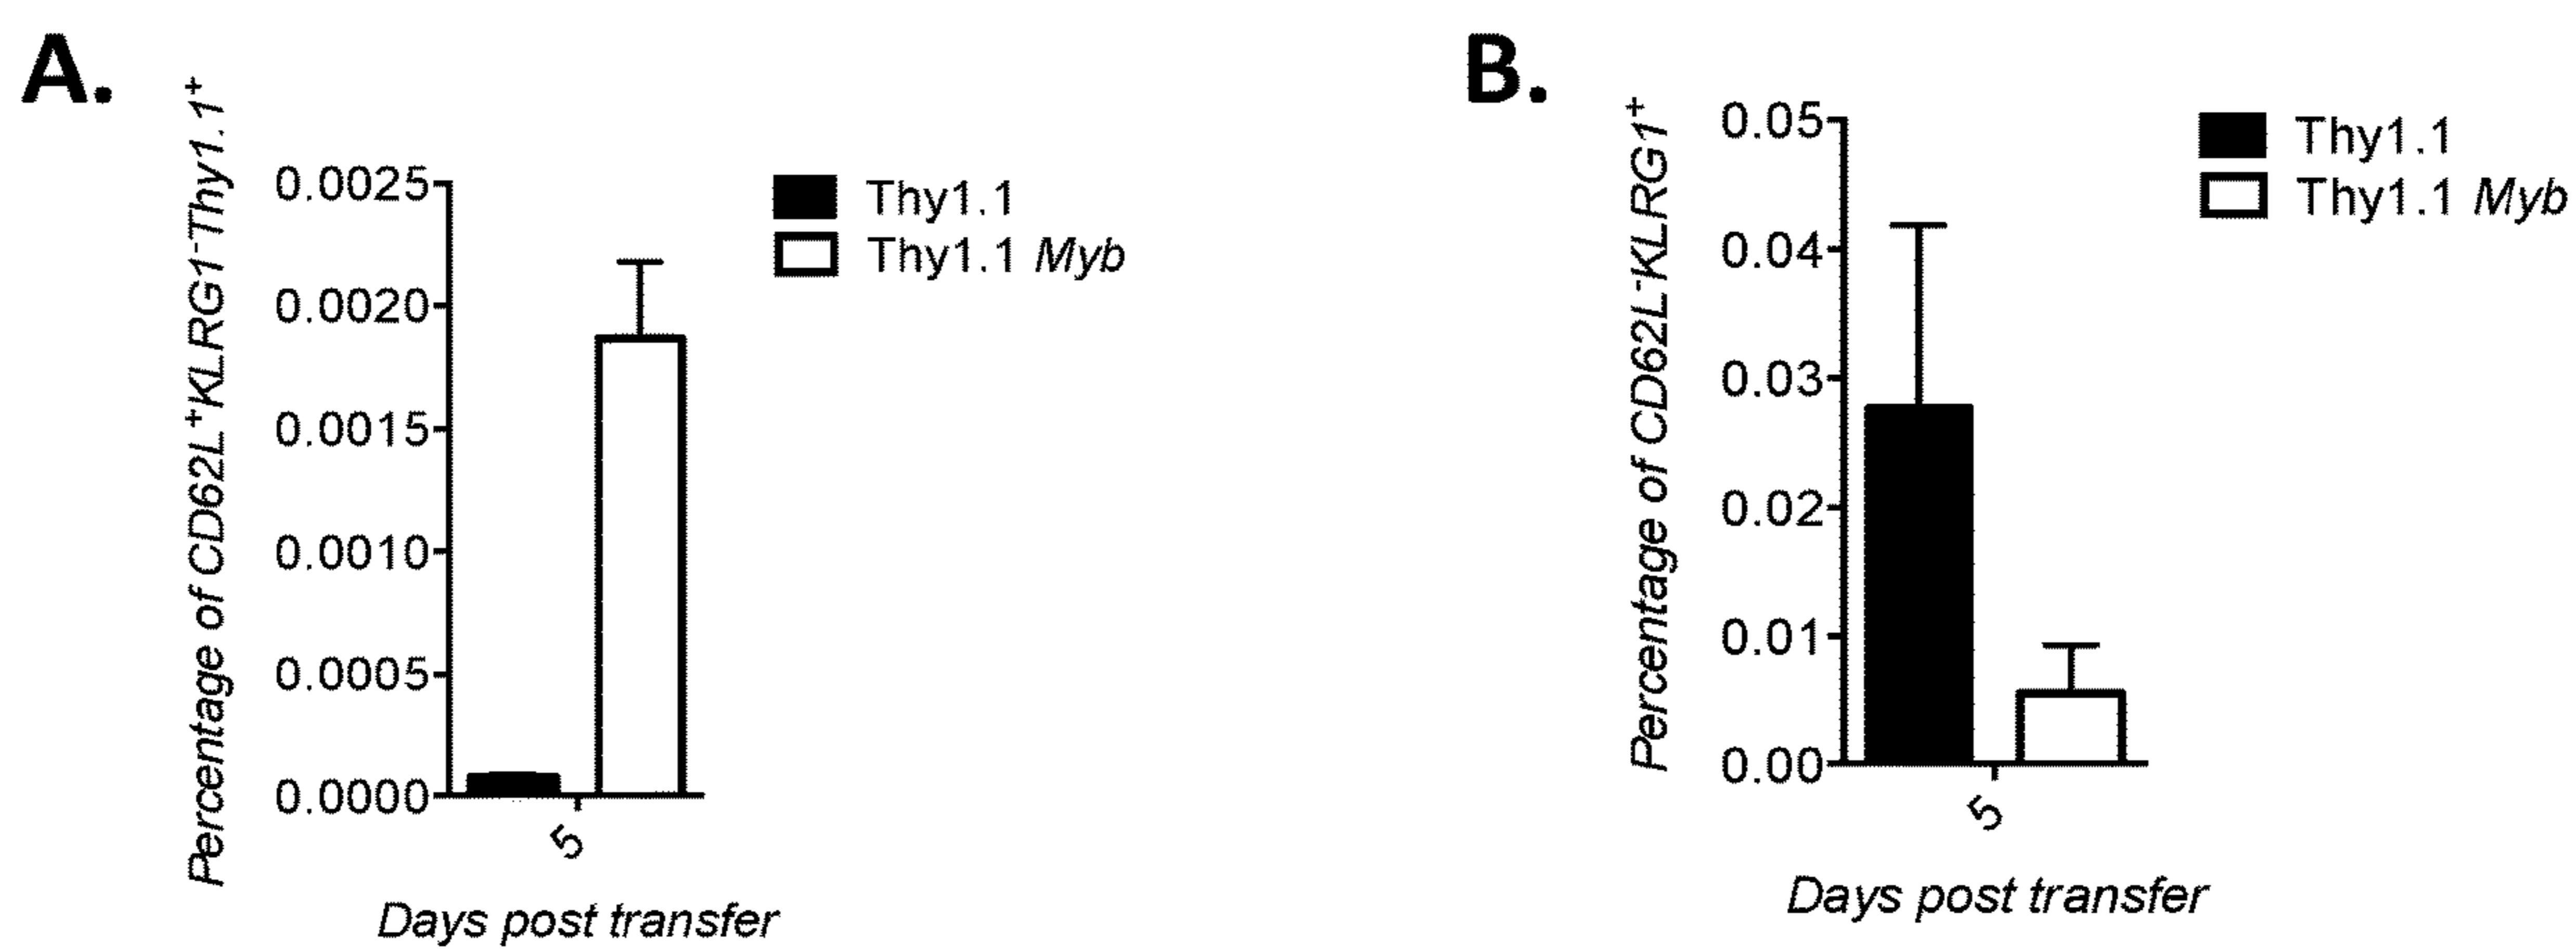 A.
Percentage of CD62L⁺KLRG1⁻Thy1.1⁺
0.0025
0.0020
0.0015
0.0010
0.0005
0.0000
5
Days post transfer
Thy1.1
Thy1.1 Myb
B.
Percentage of CD62L⁻KLRG1⁺
0.05
0.04
0.03
0.02
0.01
0.00
5
Days post transfer
Thy1.1
Thy1.1 Myb